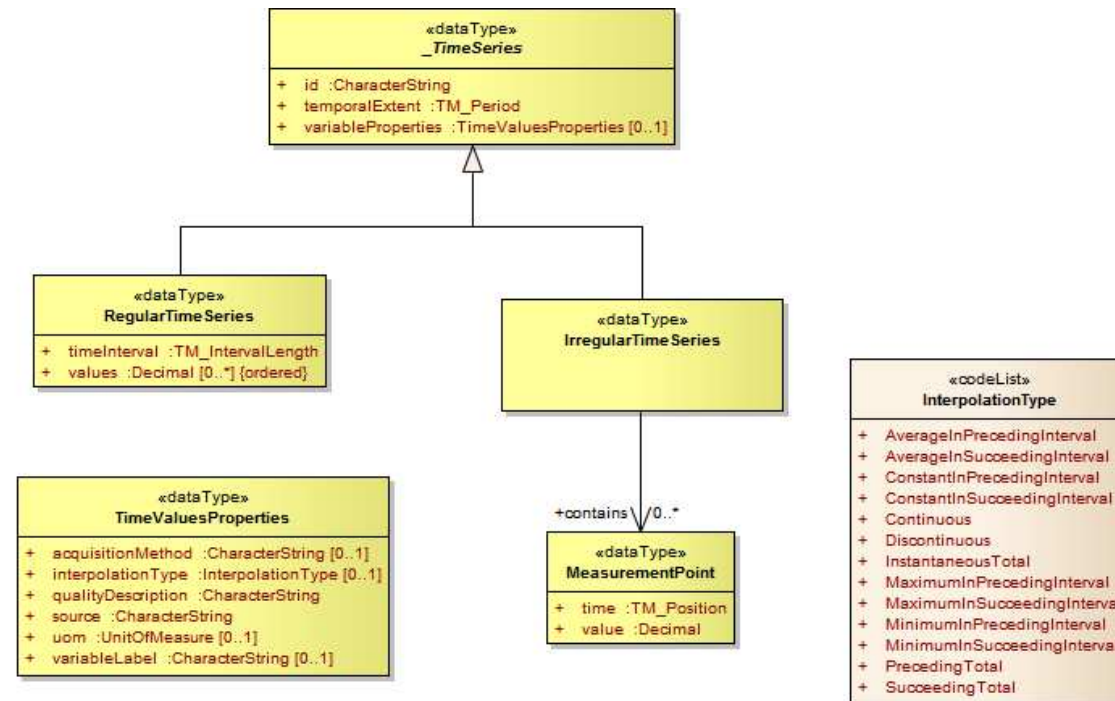 «dataType»
_TimeSeries
+ id :CharacterString
+ temporalExtent :TM_Period
+ variableProperties :TimeValuesProperties [0..1]
«dataType»
RegularTimeSeries
+ timeInterval :TM_IntervalLength
+ values :Decimal [0..*] {ordered}
«dataType»
IrregularTimeSeries
«codeList»
InterpolationType
+ AverageInPrecedingInterval
+ AverageInSucceedingInterval
+ ConstantInPrecedingInterval
+ ConstantInSucceedingInterval
+ Continuous
+ Discontinuous
+ InstantaneousTotal
+ MaximumInPrecedingInterval
+ MaximumInSucceedingInterva
+ MinimumInPrecedingInterval
+ MinimumInSucceedingInterva
+ PrecedingTotal
+ SucceedingTotal
«dataType»
TimeValuesProperties
+ acquisitionMethod :CharacterString [0..1]
+ interpolationType :InterpolationType [0..1]
+ qualityDescription :CharacterString
+ source :CharacterString
+ uom :UnitOfMeasure [0..1]
+ variableLabel :CharacterString [0..1]
+contains 0..*
«dataType»
MeasurementPoint
+ time :TM_Position
+ value :Decimal